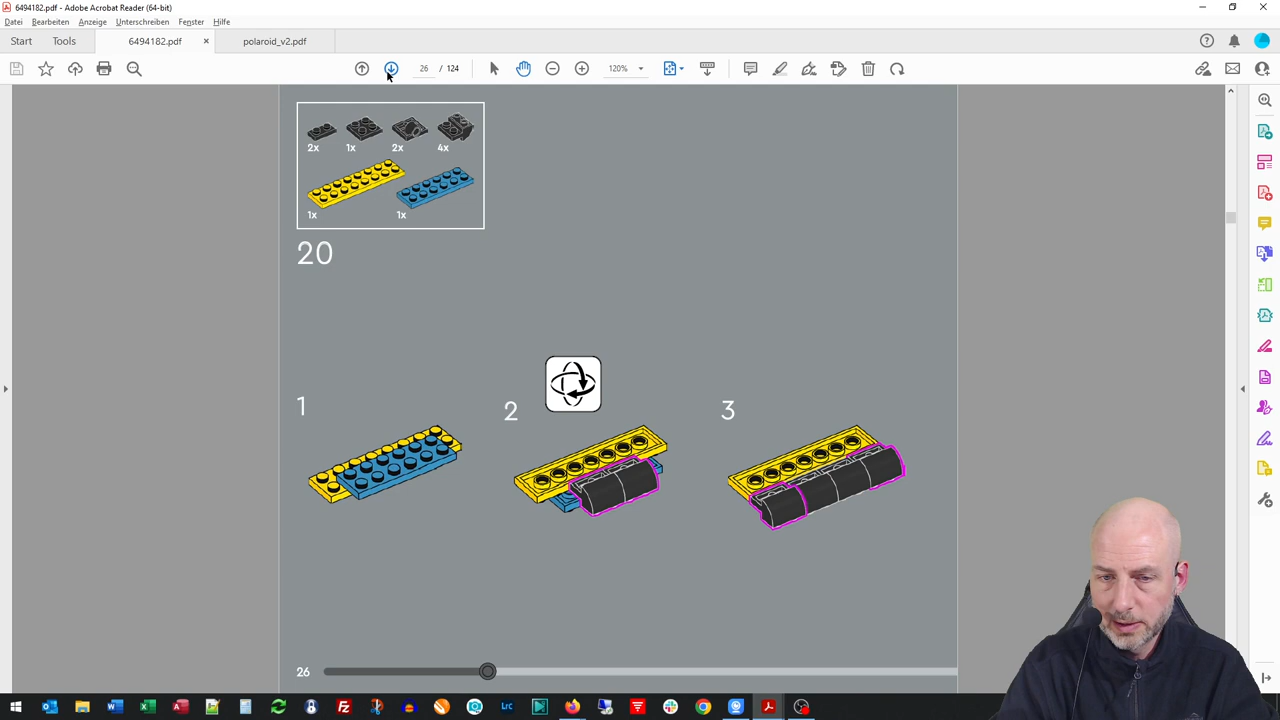 6494182.pdf - Adobe Acrobat Reader (64-bit)
Datei Bearbeiten Anzeige Unterschreiben Fenster Hilfe
Start Tools 6494182.pdf × polaroid_v2.pdf
26 / 124 120%
2x 1x 2x 4x
1x 1x
20
1 2 3
26
Lrc